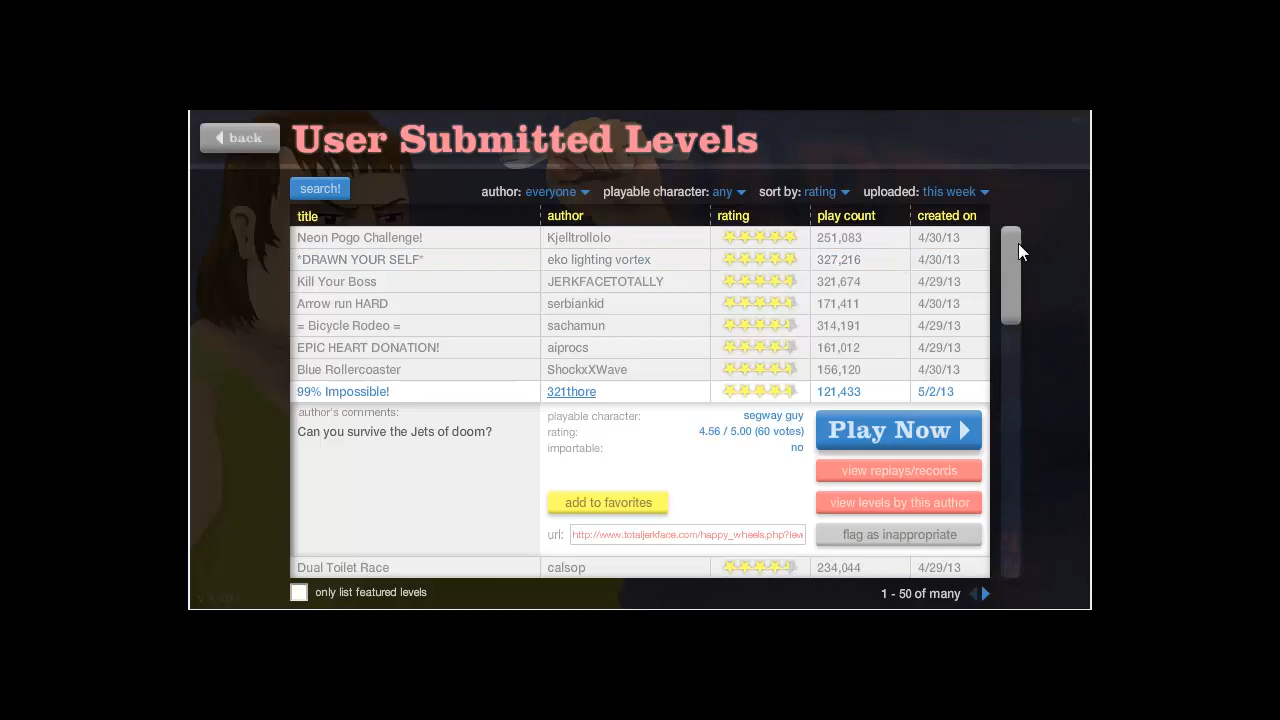 back
User Submitted Levels
search!
author: everyone playable character: any sort by: rating uploaded: this week
title author rating play count created on
Neon Pogo Challenge! Kjelltrollolo 251,083 4/30/13
*DRAWN YOUR SELF* eko lighting vortex 327,216 4/30/13
Kill Your Boss JERKFACETOTALLY 321,674 4/29/13
Arrow run HARD serbiankid 171,411 4/30/13
= Bicycle Rodeo = sachamun 314,191 4/29/13
EPIC HEART DONATION! aiprocs 161,012 4/29/13
Blue Rollercoaster ShockxXWave 156,120 4/30/13
99% Impossible! 321thore 121,433 5/2/13
author's comments:
Can you survive the Jets of doom?
playable character: segway guy
rating: 4.56 / 5.00 (60 votes)
importable: no
add to favorites
url: http://www.totaljerkface.com/happy_wheels.php?lev
Play Now
view replays/records
view levels by this author
flag as inappropriate
Dual Toilet Race calsop 234,044 4/29/13
only list featured levels
1 - 50 of many